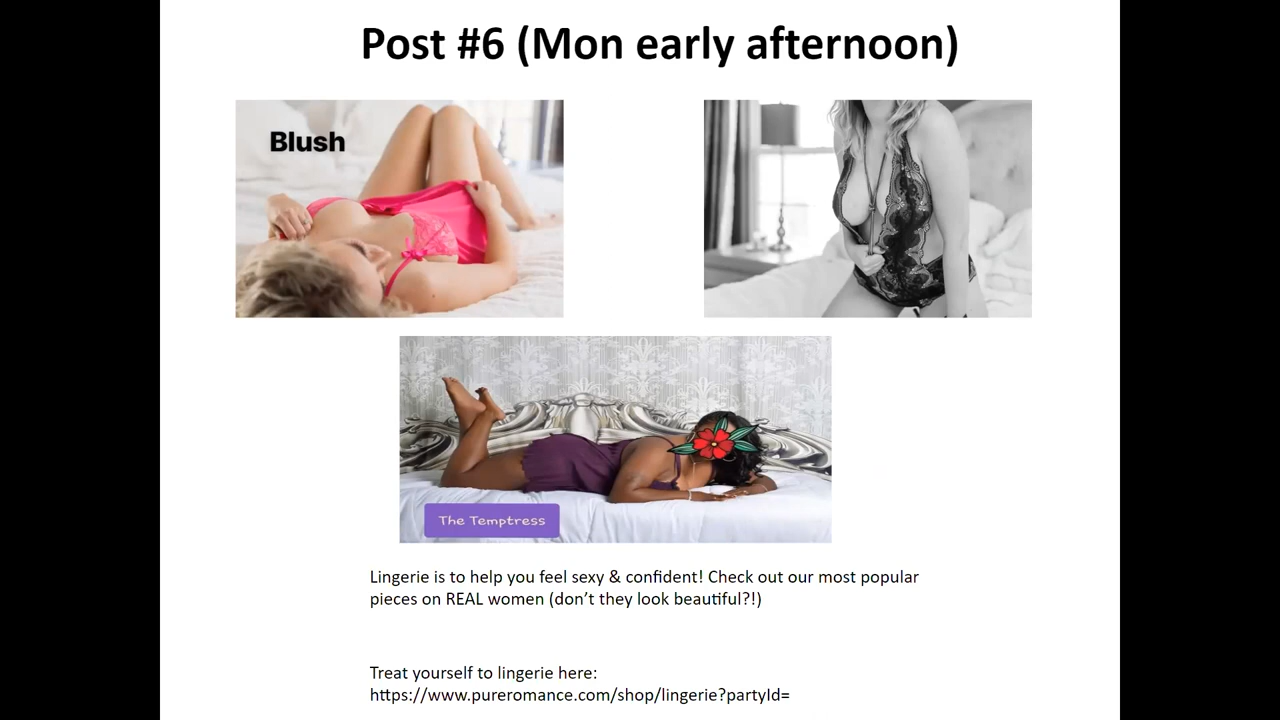 Post #6 (Mon early afternoon)
Blush
The Temptress
Lingerie is to help you feel sexy & confident! Check out our most popular
pieces on REAL women (don’t they look beautiful?!)
Treat yourself to lingerie here:
https://www.pureromance.com/shop/lingerie?partyId=